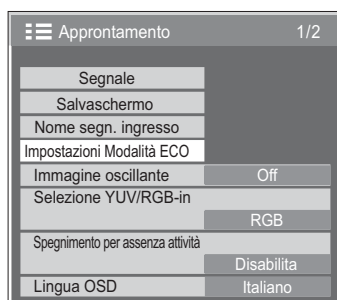 Approntamento 1/2
Segnale
Salvaschermo
Nome segn. ingresso
Impostazioni Modalità ECO
Immagine oscillante Off
Selezione YUV/RGB-in
RGB
Spegnimento per assenza attività
Disabilita
Lingua OSD Italiano